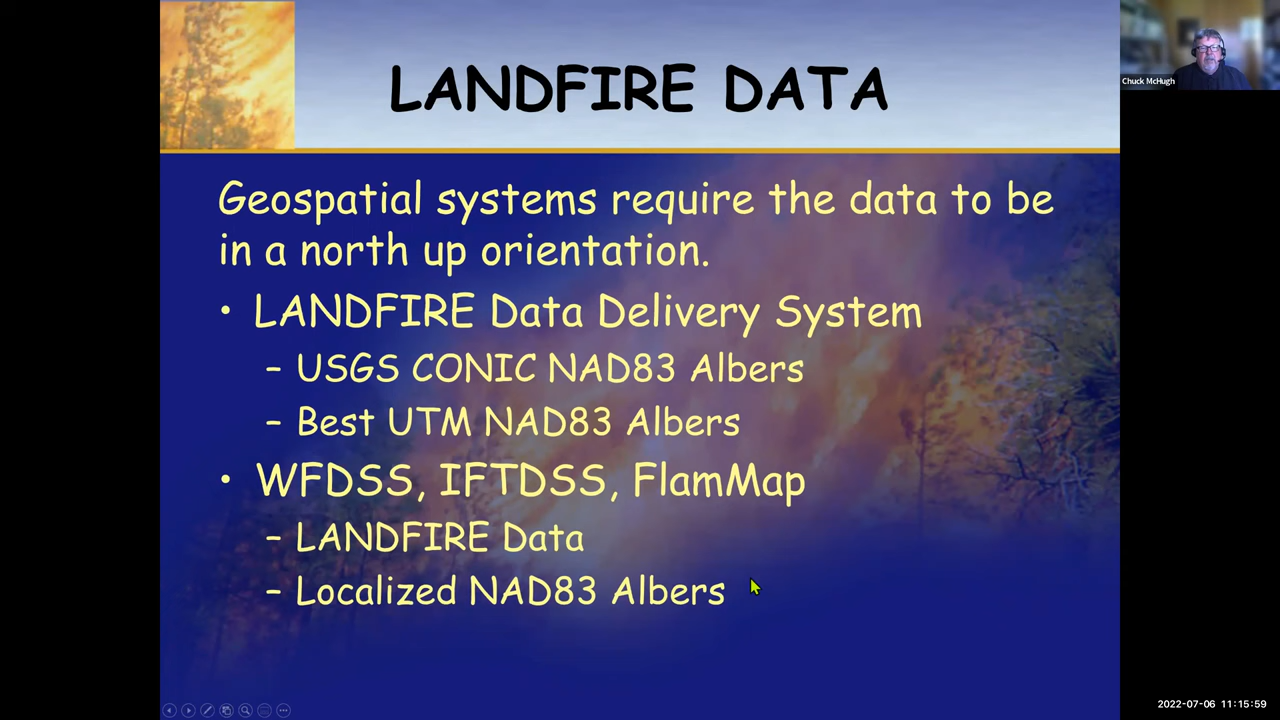 LANDFIRE DATA
Chuck McHugh
Geospatial systems require the data to be
in a north up orientation.
• LANDFIRE Data Delivery System
– USGS CONIC NAD83 Albers
– Best UTM NAD83 Albers
• WFDSS, IFTDSS, FlamMap
– LANDFIRE Data
– Localized NAD83 Albers
2022-07-06 11:15:59